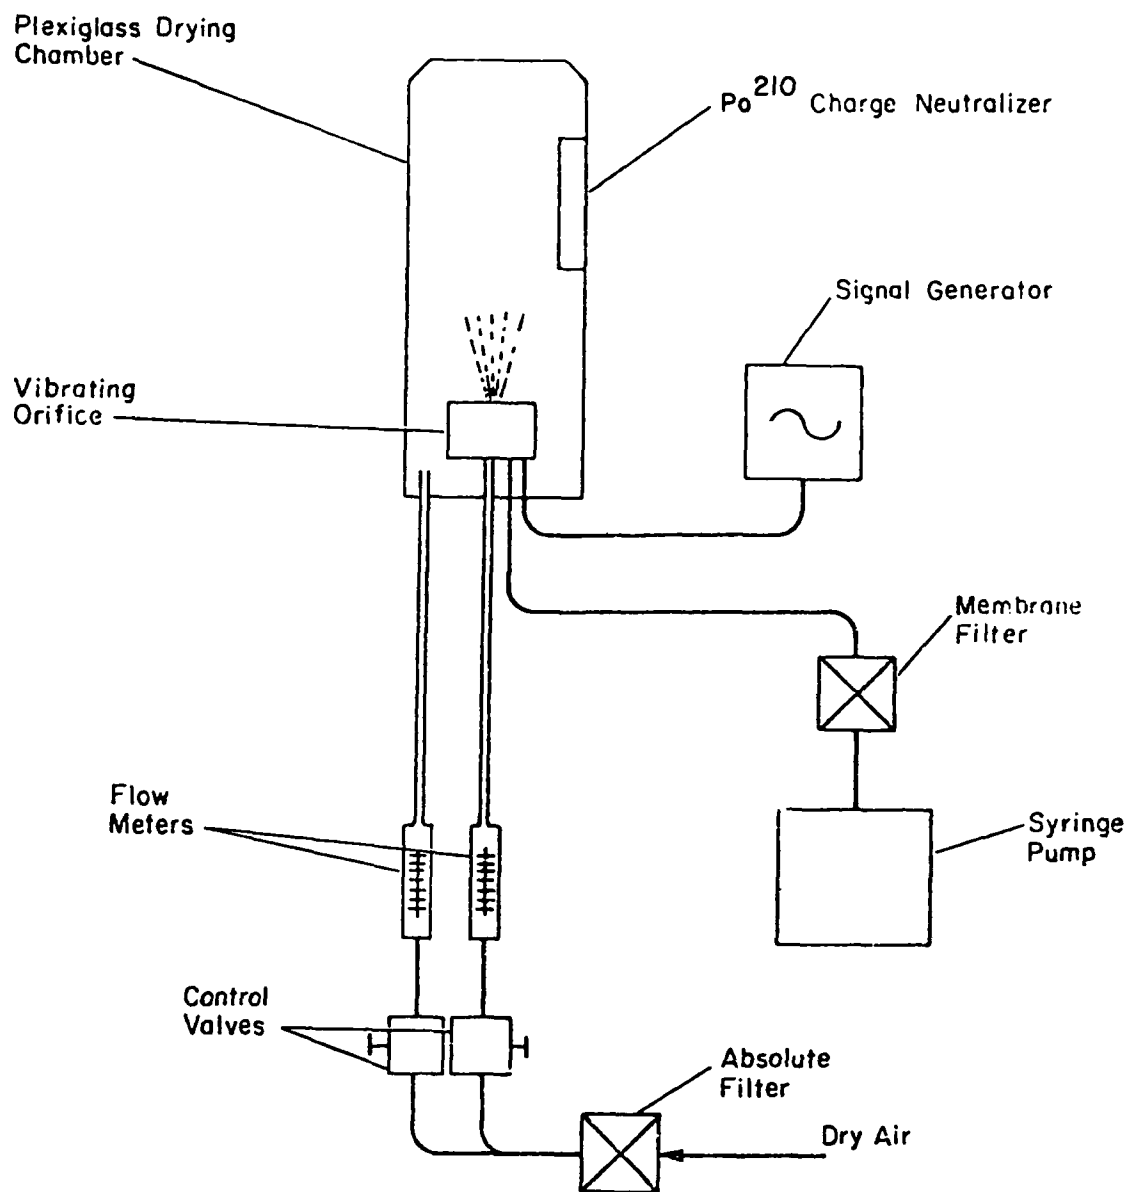 Plexiglass Drying
Chamber
Po210 Charge Neutralizer
Signal Generator
Vibrating
Orifice
Membrane
Filter
Flow
Meters
Syringe
Pump
Control
Valves
Absolute
Filter
Dry Air